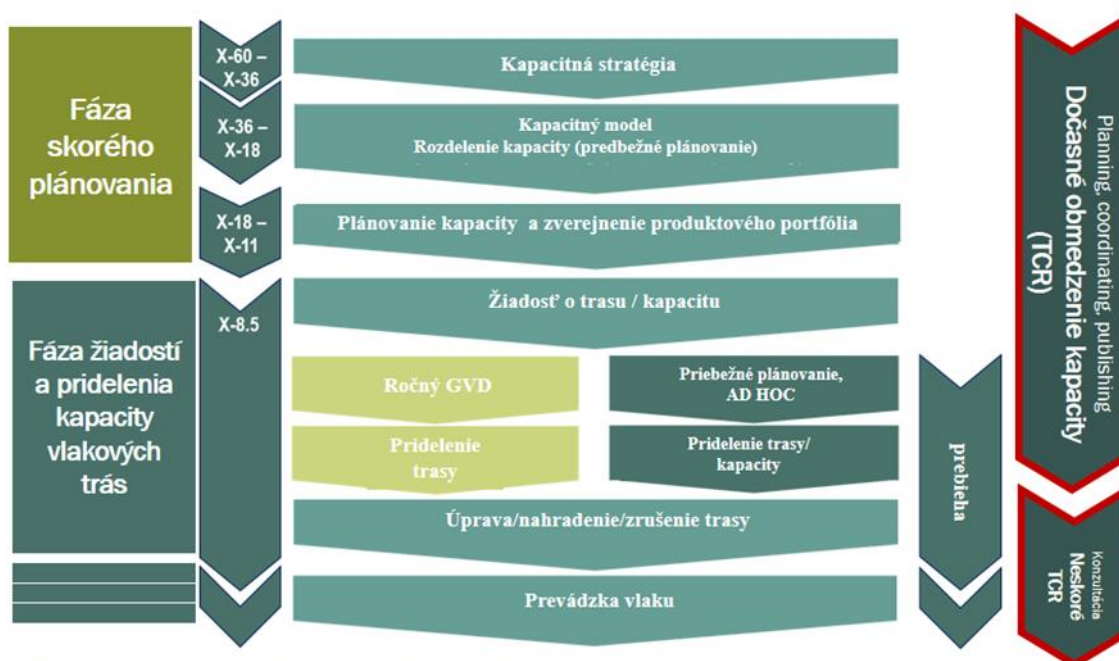 Fáza
skorého
plánovania
X-60 –
X-36
Kapacitná stratégia
X-36 –
X-18
Kapacitný model
Rozdelenie kapacity (predbežné plánovanie)
X-18 –
X-11
Plánovanie kapacity a zverejnenie produktového portfólia
Fáza žiadostí
a pridelenia
kapacity
vlakových
trás
X-8.5
Žiadosť o trasu / kapacitu
Ročný GVD
Priebežné plánovanie,
AD HOC
Pridelenie
trasy
Pridelenie trasy/
kapacity
Úprava/nahradenie/zrušenie trasy
Prevádzka vlaku
prebieha
Planning, coordinating, publishing
Dočasné obmedzenie kapacity
(TCR)
Konzultácia
Neskoré
TCR